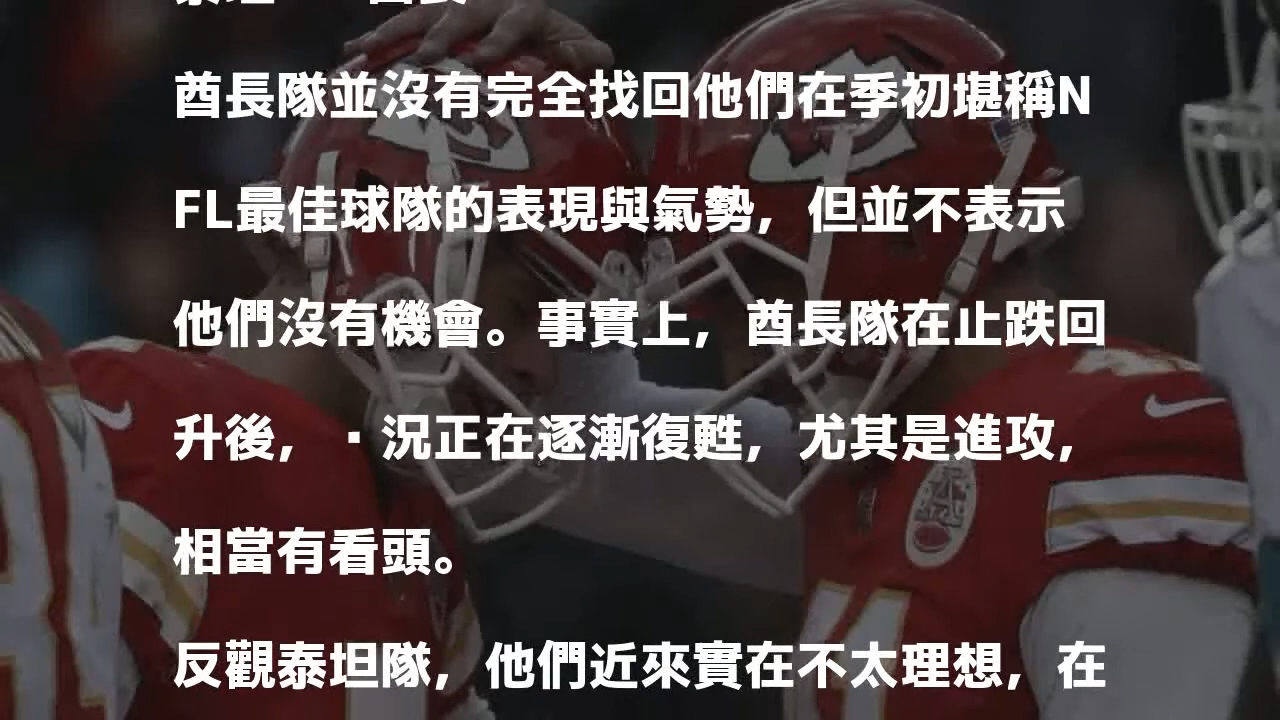 酋長隊並沒有完全找回他們在季初堪稱N
FL最佳球隊的表現與氣勢，但並不表示
他們沒有機會。事實上，酋長隊在止跌回
升後，▪況正在逐漸復甦，尤其是進攻，
相當有看頭。
反觀泰坦隊，他們近來實在不太理想，在